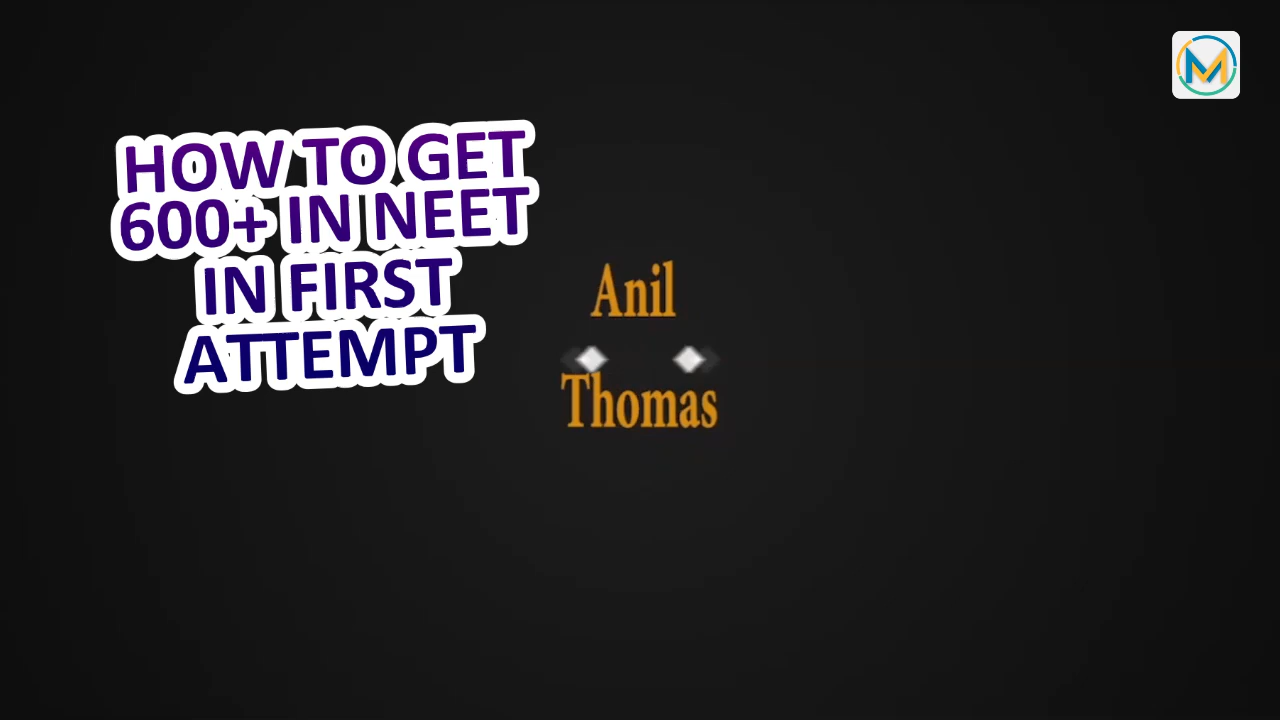 HOW TO GET
600+ IN NEET
IN FIRST
ATTEMPT
Anil
Thomas